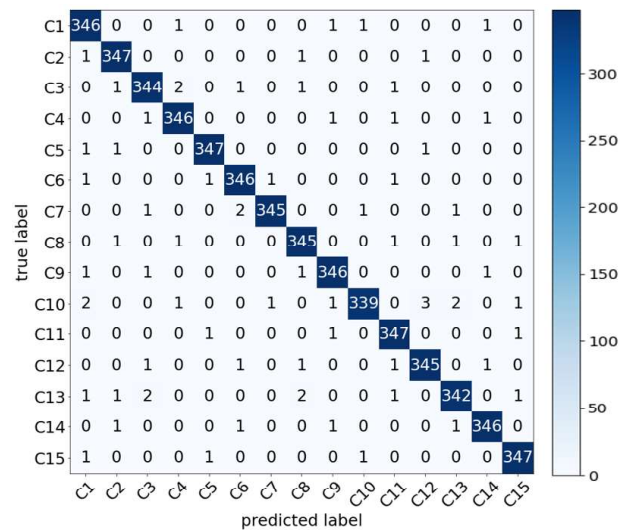 C1 346 0 0 1 0 0 0 0 1 1 0 0 0 1 0
C2 1 347 0 0 0 0 0 1 0 0 0 1 0 0 0
C3 0 1 344 2 0 1 0 1 0 0 1 0 0 0 0
C4 0 0 1 346 0 0 0 0 1 0 1 0 0 1 0
C5 1 1 0 0 347 0 0 0 0 0 0 1 0 0 0
C6 1 0 0 0 1 346 1 0 0 0 1 0 0 0 0
C7 0 0 1 0 0 2 345 0 0 1 0 0 1 0 0
C8 0 1 0 1 0 0 0 345 0 0 1 0 1 0 1
C9 1 0 1 0 0 0 0 1 346 0 0 0 0 1 0
C10 2 0 0 1 0 0 1 0 1 339 0 3 2 0 1
C11 0 0 0 0 1 0 0 0 0 0 347 0 0 0 1
C12 0 0 1 0 0 1 0 1 0 0 1 345 0 1 0
C13 1 1 2 0 0 0 0 2 0 0 1 0 342 0 1
C14 0 1 0 0 0 1 0 0 1 0 0 0 1 346 0
C15 1 0 0 0 1 0 0 0 0 1 0 0 0 0 347
C1 C2 C3 C4 C5 C6 C7 C8 C9 C10 C11 C12 C13 C14 C15
predicted label
true label
300
250
200
150
100
50
0